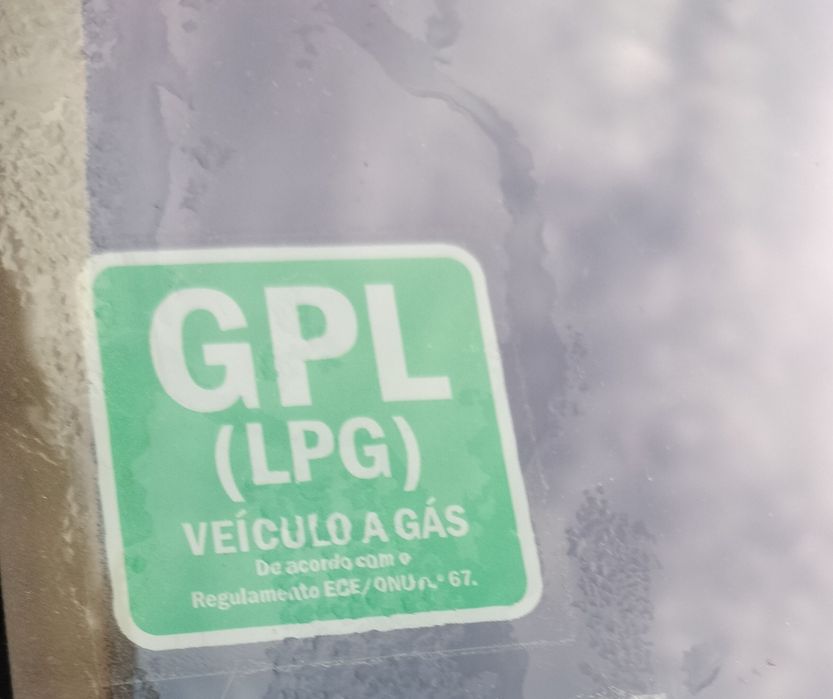 GPL
(LPG)
VEÍCULO A GÁS
De acordo com o
Regulamento ECE/ONU n.º 67.